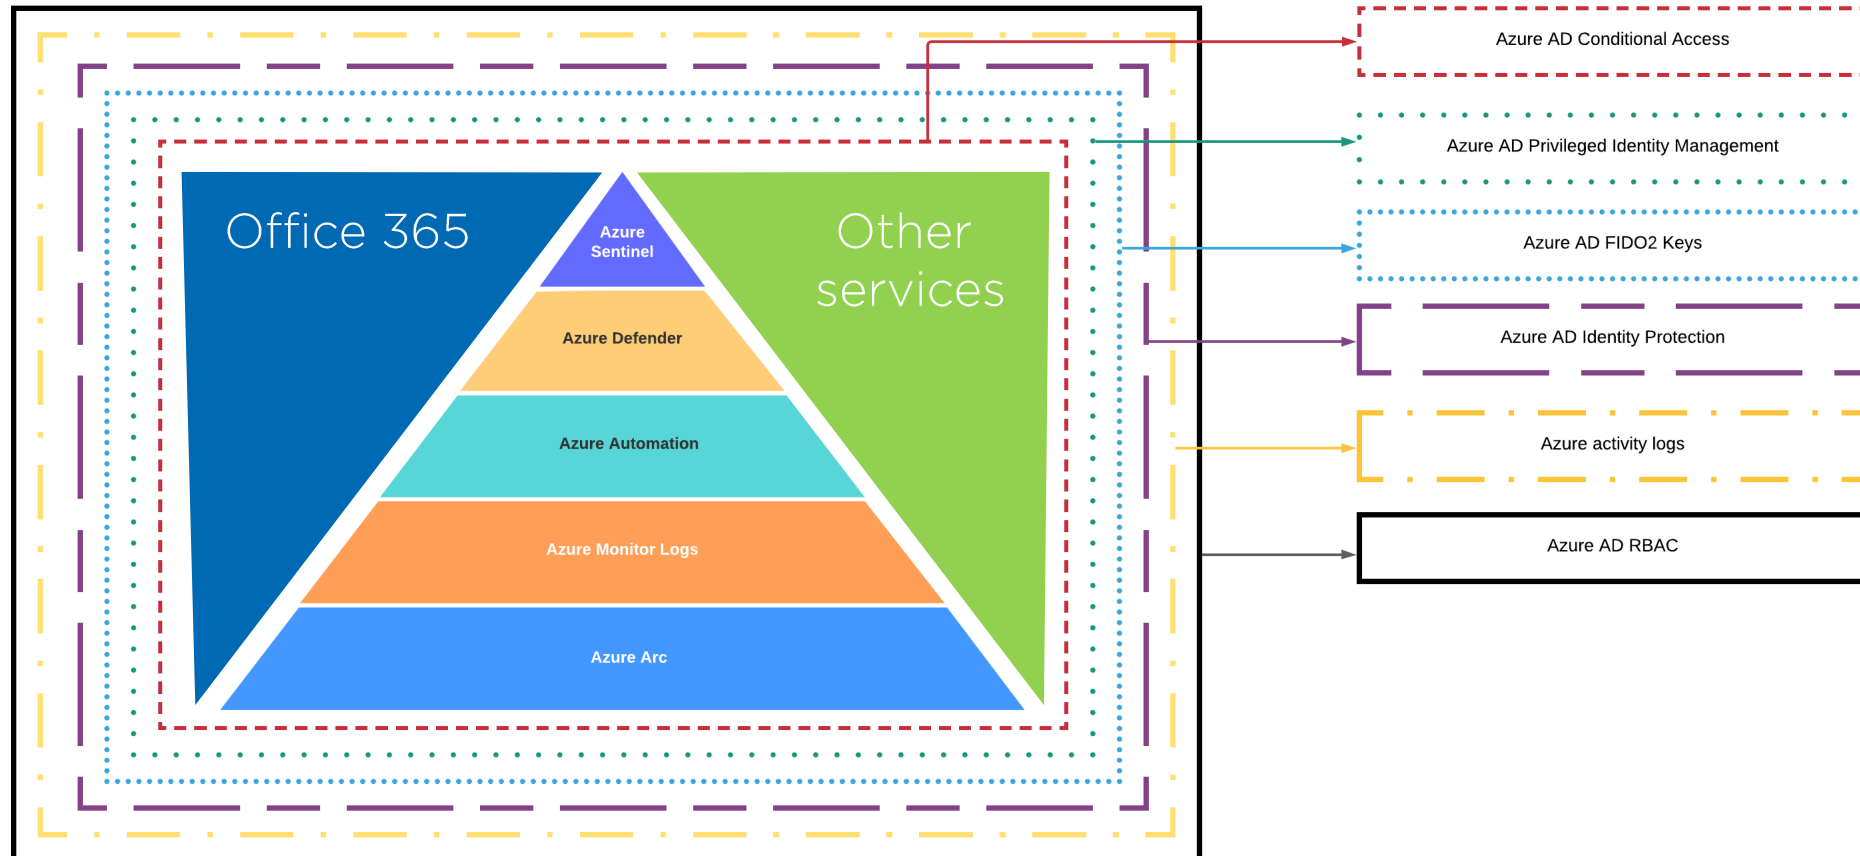 Office 365
Other
services
Azure
Sentinel
Azure Defender
Azure Automation
Azure Monitor Logs
Azure Arc
Azure AD Conditional Access
Azure AD Privileged Identity Management
Azure AD FIDO2 Keys
Azure AD Identity Protection
Azure activity logs
Azure AD RBAC